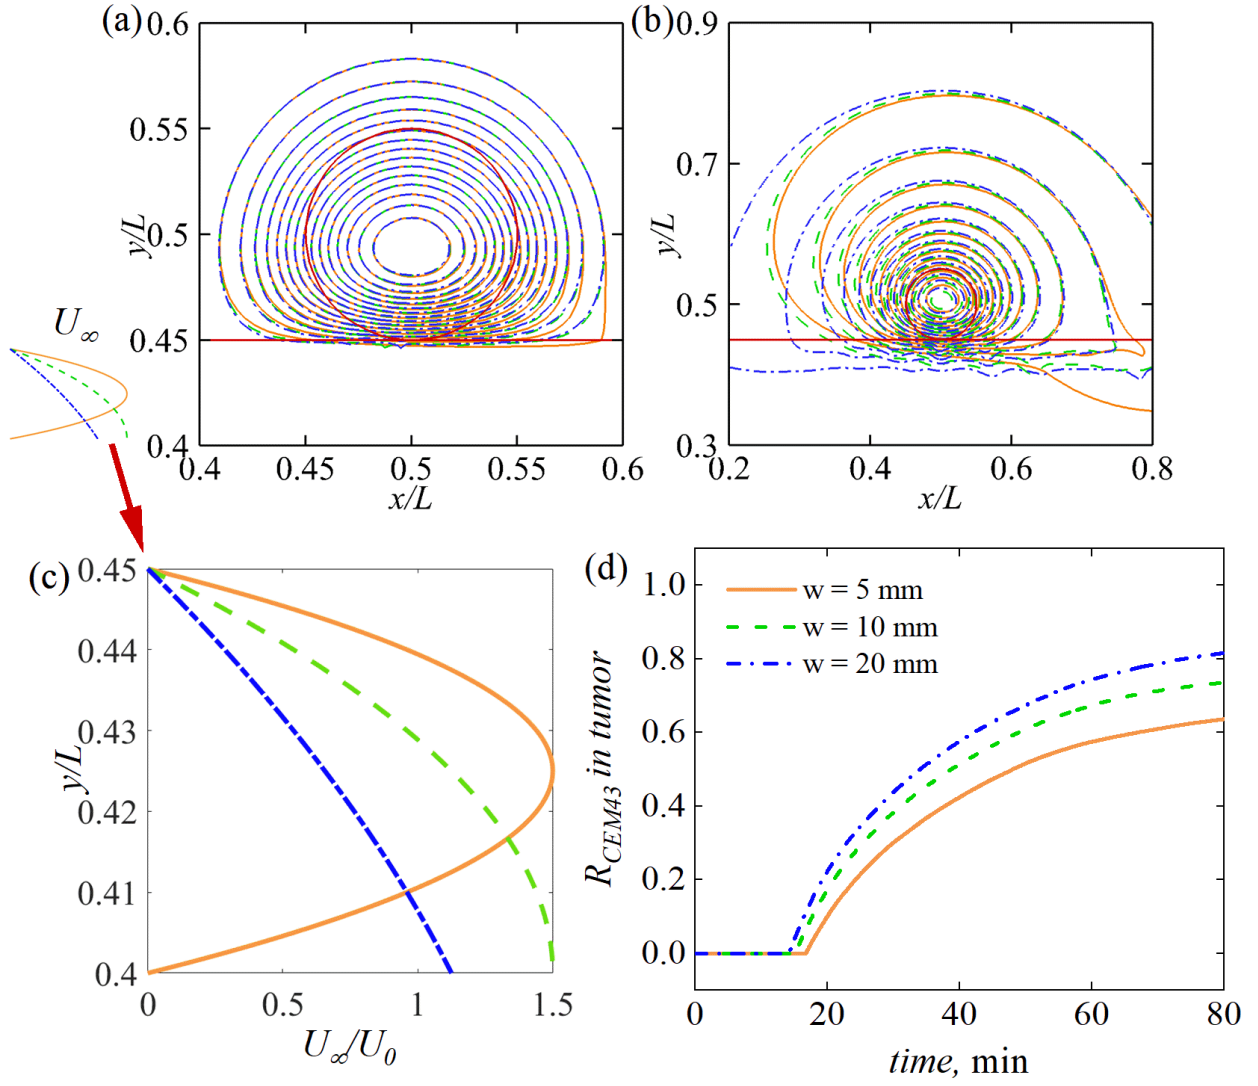 (a)
0.6
0.55
0.5
0.45
0.4
y/L
0.4 0.45 0.5 0.55 0.6
x/L
(b)
0.9
0.7
0.5
0.3
y/L
0.2 0.4 0.6 0.8
x/L
U∞
(c)
0.45
0.44
0.43
0.42
0.41
0.4
y/L
0 0.5 1 1.5
U∞/U0
(d)
1.0
0.8
0.6
0.4
0.2
0.0
RCEM43 in tumor
w = 5 mm
w = 10 mm
w = 20 mm
0 20 40 60 80
time, min